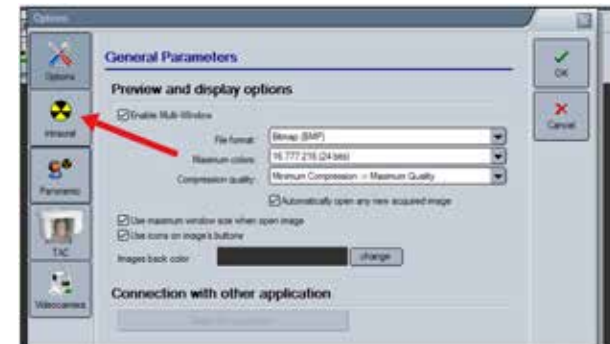 Options
General Parameters
OK
Options
Preview and display options
Enable Multi-Window
Cancel
Intraoral
File format: Bitmap (BMP)
Maximum colors: 16.777.216 (24 bits)
Compression quality: Minimum Compression -> Maximum Quality
Panoramic
Automatically open any new acquired image
Use maximum window size when open image
Use icons on image's buttons
TAC
Images back color
change
Connection with other application
Videocamera